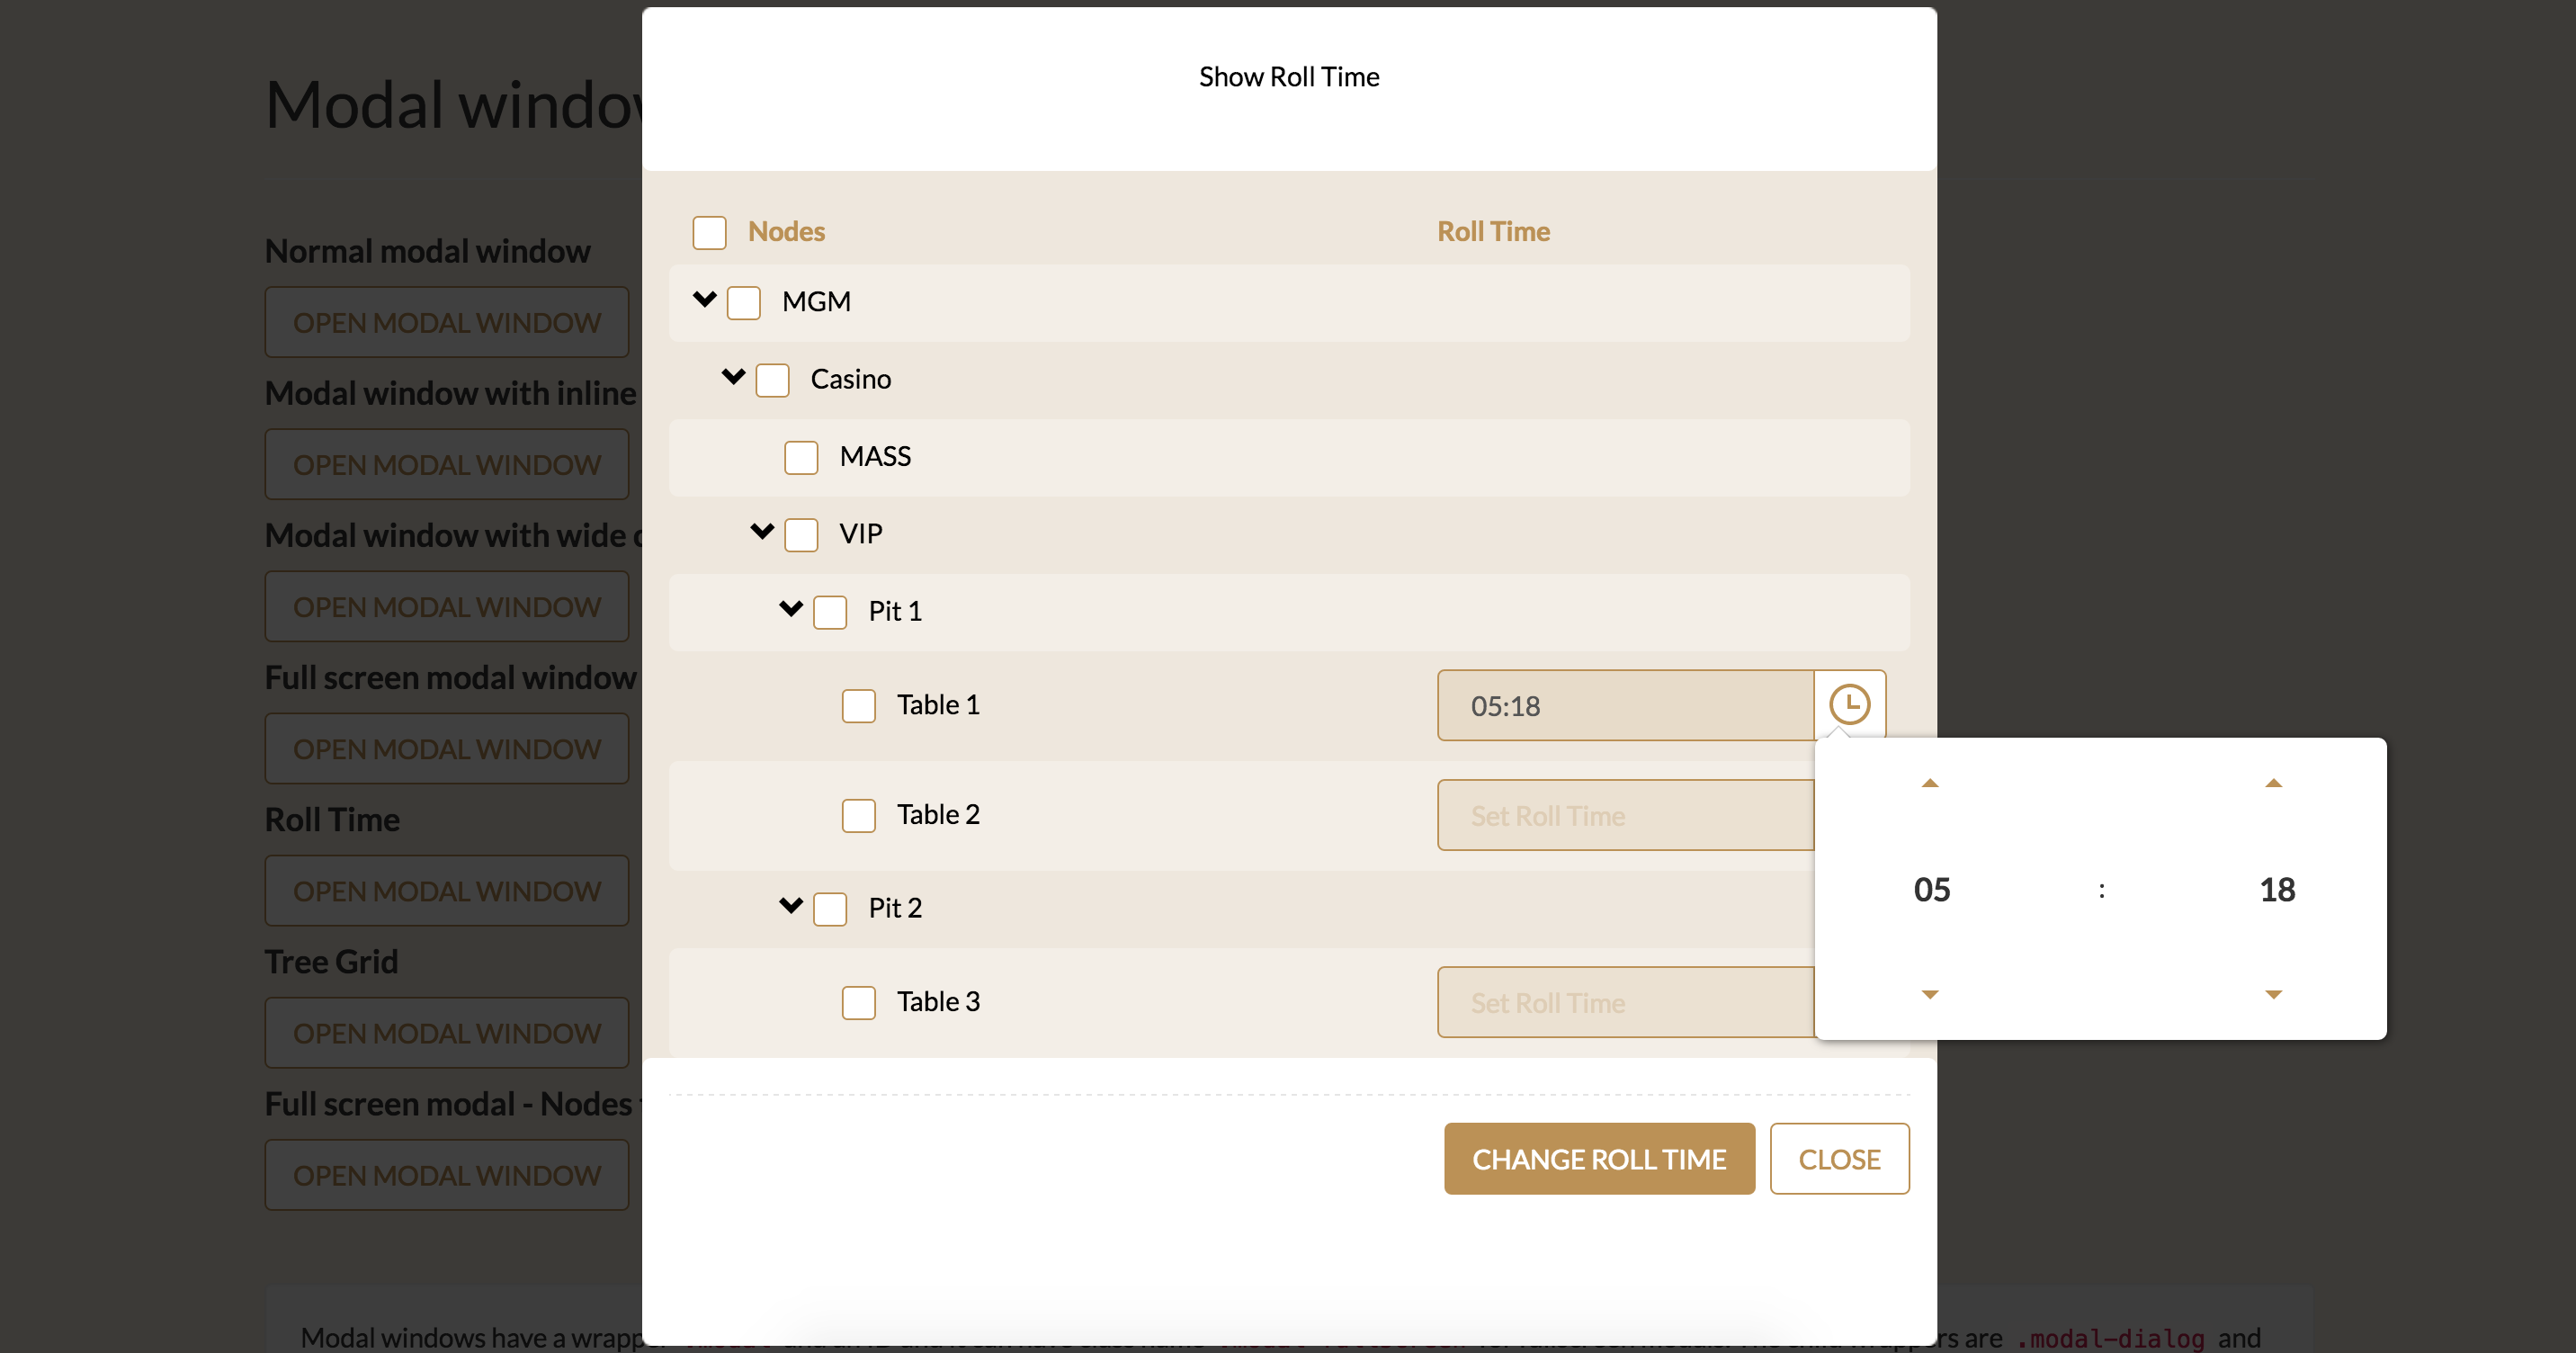 Show Roll Time
Modal window
Nodes Roll Time
Normal modal window
OPEN MODAL WINDOW
MGM
Modal window with inline
Casino
OPEN MODAL WINDOW
MASS
Modal window with wide
VIP
OPEN MODAL WINDOW
Pit 1
Full screen modal window
Table 1 05:18
OPEN MODAL WINDOW
Roll Time
Table 2 Set Roll Time
OPEN MODAL WINDOW
05 : 18
Pit 2
Tree Grid
Table 3 Set Roll Time
OPEN MODAL WINDOW
Full screen modal - Nodes
OPEN MODAL WINDOW
CHANGE ROLL TIME CLOSE
Modal windows have a are .modal-dialog and